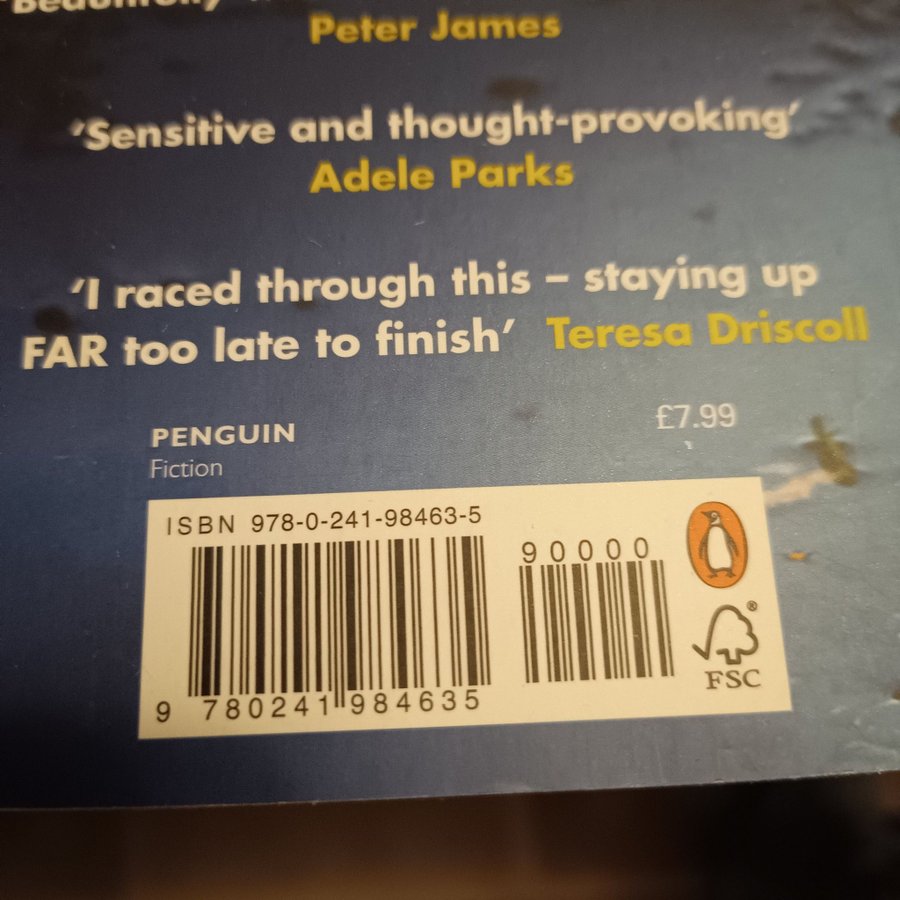 Peter James
‘Sensitive and thought-provoking’
Adele Parks
‘I raced through this – staying up
FAR too late to finish’ Teresa Driscoll
PENGUIN
Fiction
£7.99
ISBN 978-0-241-98463-5
90000
9 780241 984635
®
FSC